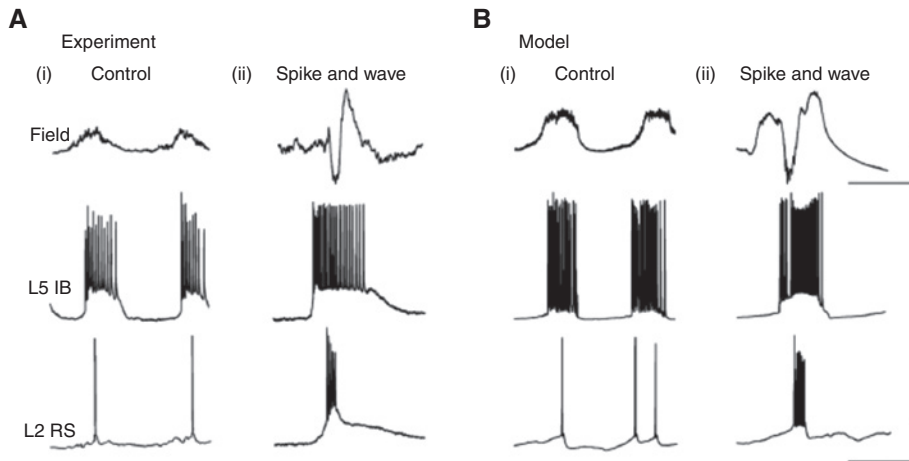 A
B
Experiment
Model
(i) Control (ii) Spike and wave
(i) Control (ii) Spike and wave
Field
L5 IB
L2 RS